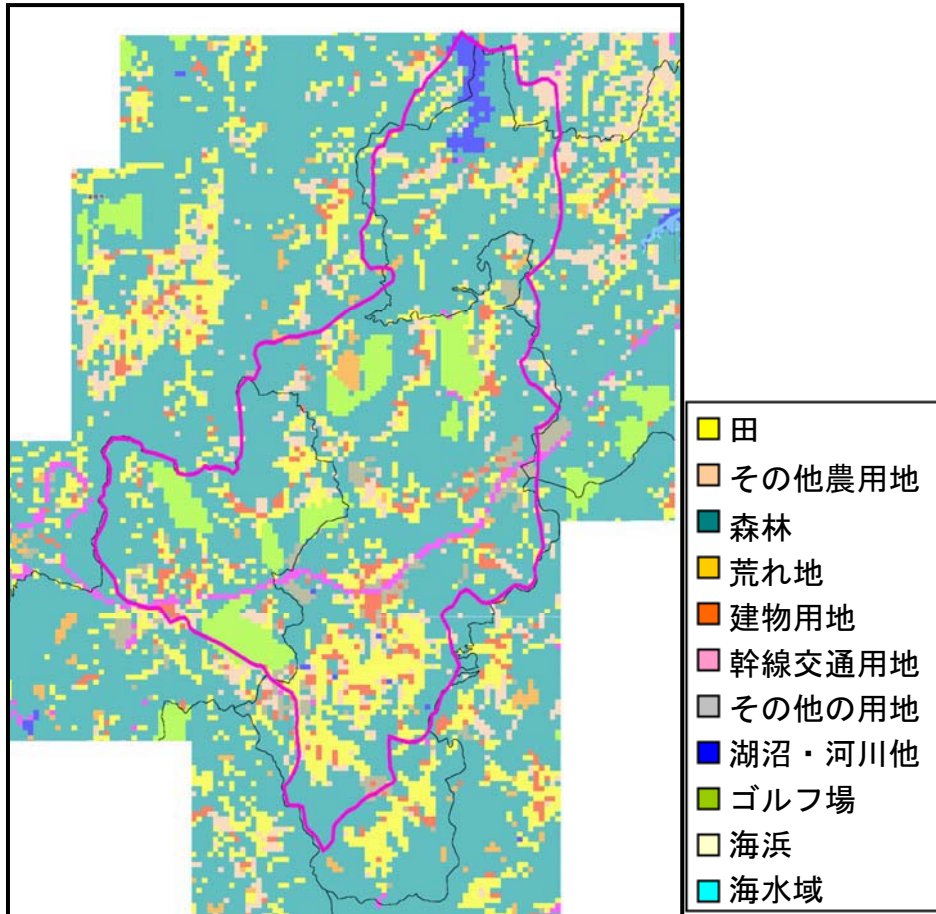 田
その他農用地
森林
荒れ地
建物用地
幹線交通用地
その他の用地
湖沼・河川他
ゴルフ場
海浜
海水域